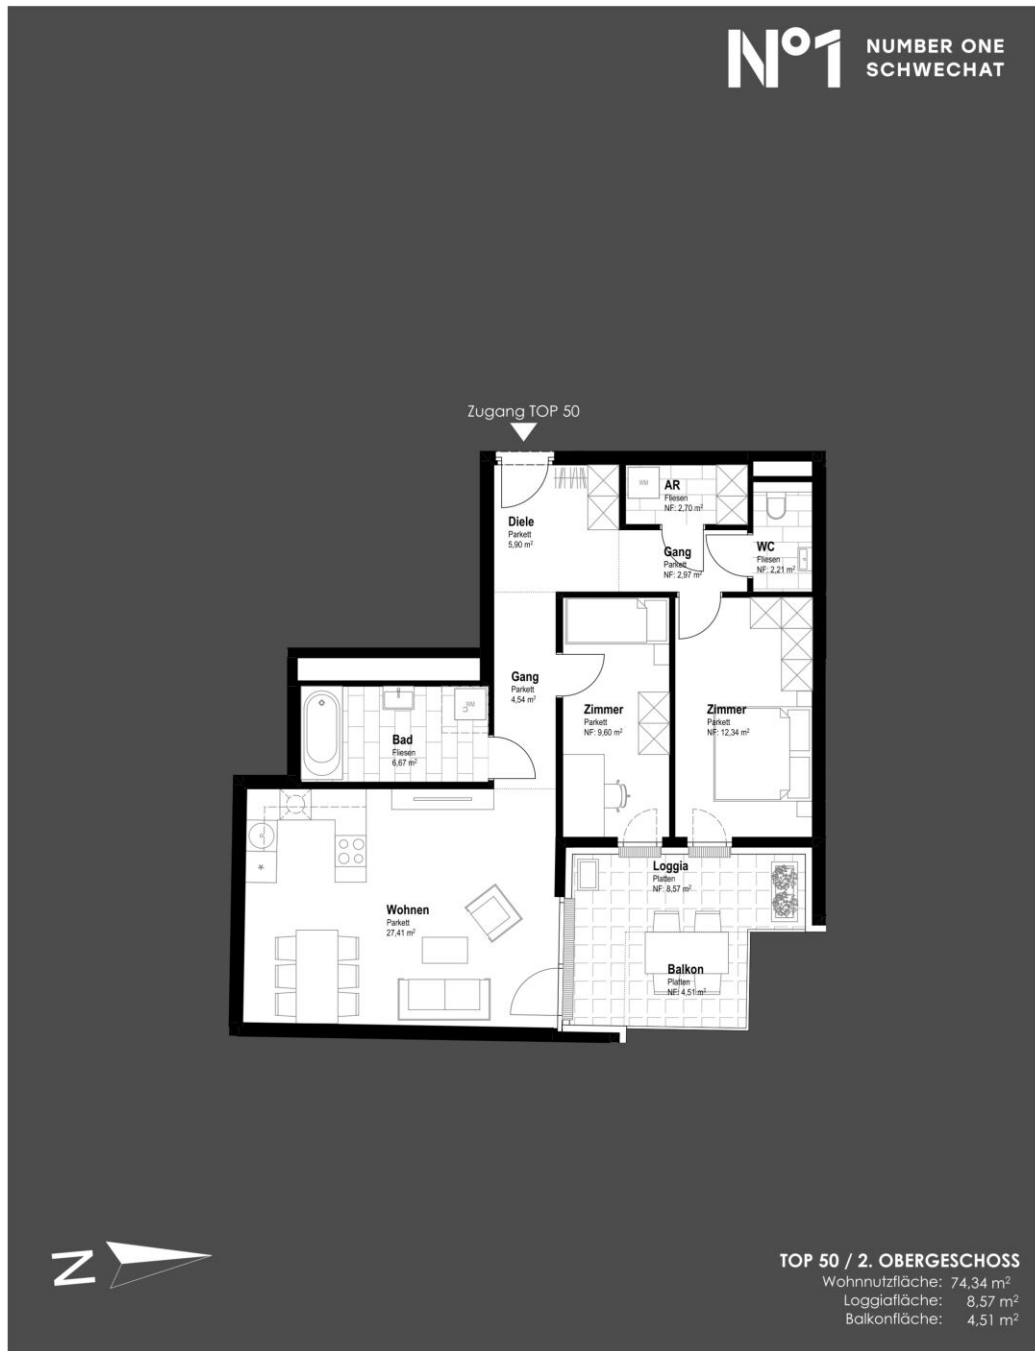 Nº1 NUMBER ONE
SCHWECHAT
Zugang TOP 50
WM
AR
Fliesen
NF: 2,70 m²
Diele
Parkett
5,90 m²
Gang
Parkett
NF: 2,97 m²
WC
Fliesen
NF: 2,21 m²
Gang
Parkett
4,54 m²
Zimmer
Parkett
NF: 9,60 m²
Zimmer
Parkett
NF: 12,34 m²
WM
Bad
Fliesen
6,67 m²
Loggia
Platten
NF: 8,57 m²
Wohnen
Parkett
27,41 m²
Balkon
Platten
NF: 4,51 m²
N
TOP 50 / 2. OBERGESCHOSS
Wohnnutzfläche: 74,34 m²
Loggiafläche: 8,57 m²
Balkonfläche: 4,51 m²